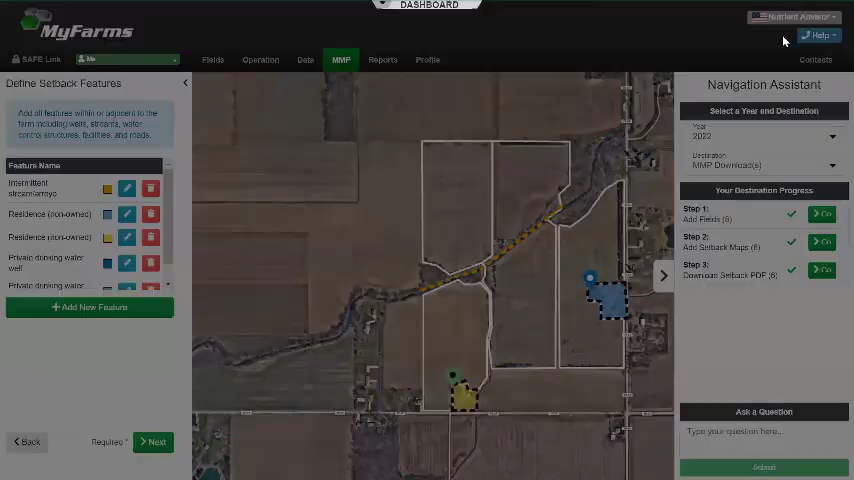 DASHBOARD
MyFarms
Nutrient Advisor
Help
SAFE Link
Me
Fields
Operation
Data
MMP
Reports
Profile
Contacts
Define Setback Features
Add all features within or adjacent to the
farm including wells, streams, water
control structures, facilities, and roads.
Feature Name
Intermittent
stream/arroyo
Residence (non-owned)
Residence (non-owned)
Private drinking water
well
Private drinking water
Add New Feature
Back
Required *
Next
Navigation Assistant
Select a Year and Destination
Year
2022
Destination
MMP Download(s)
Your Destination Progress
Step 1:
Add Fields (6)
Go
Step 2:
Add Setback Maps (6)
Go
Step 3:
Download Setback PDF (6)
Go
Ask a Question
Type your question here...
Submit